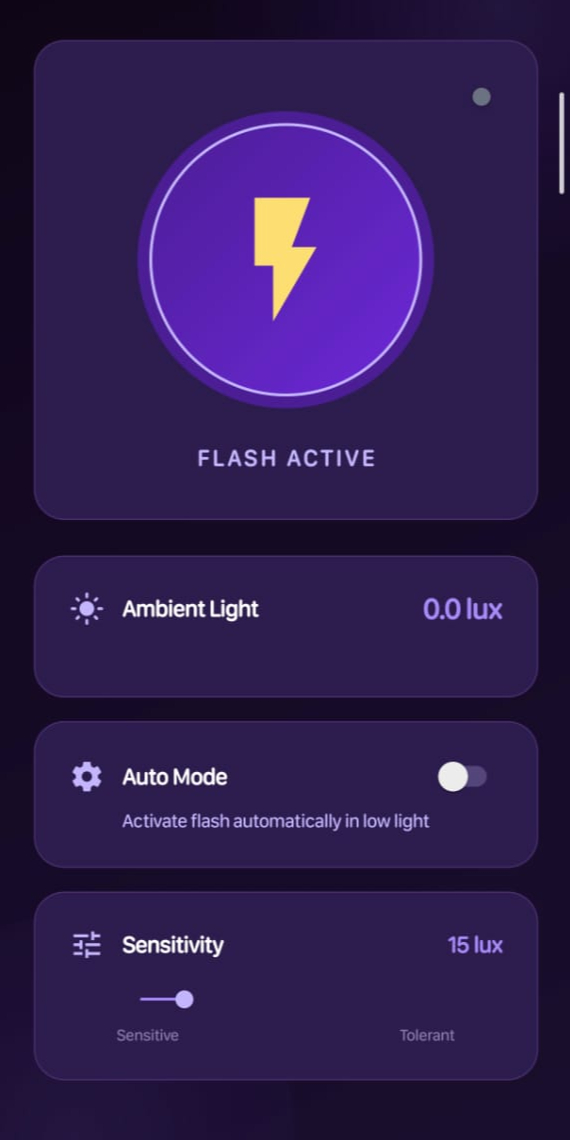 FLASH ACTIVE
Ambient Light 0.0 lux
Auto Mode
Activate flash automatically in low light
Sensitivity 15 lux
Sensitive Tolerant